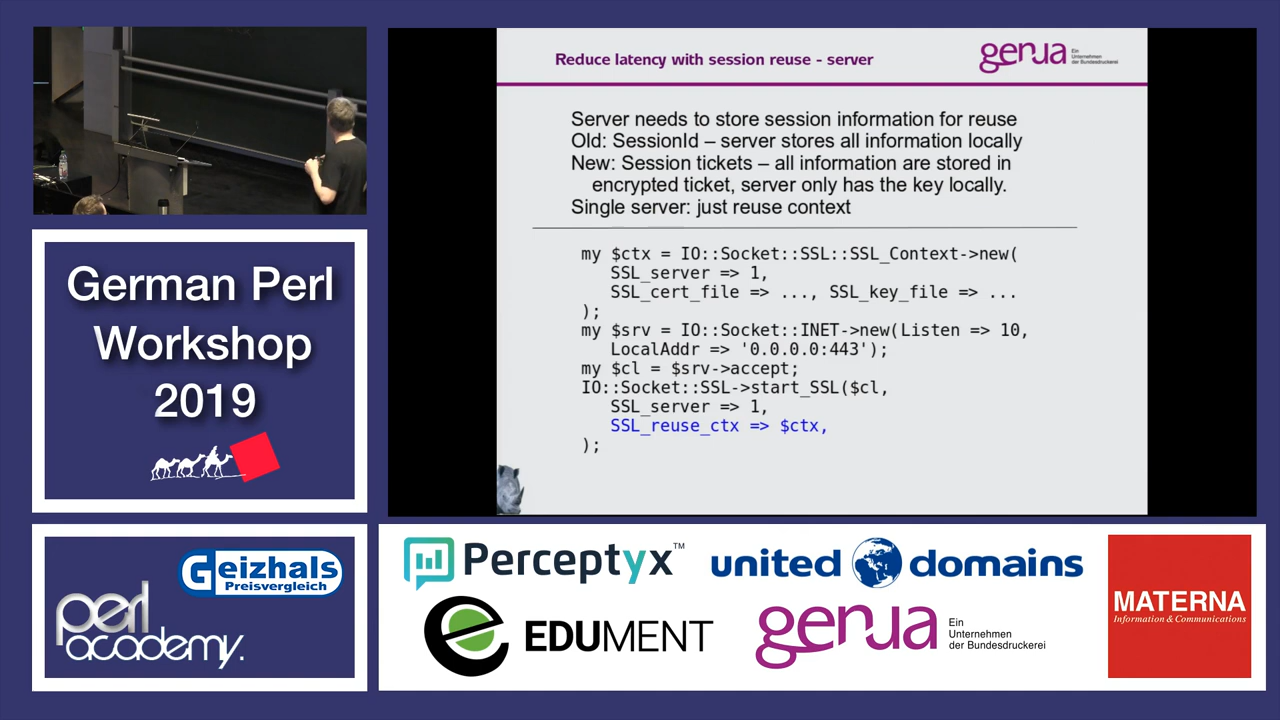 Reduce latency with session reuse - server
genua
Ein
Unternehmen
der Bundesdruckerei
Server needs to store session information for reuse
Old: SessionId – server stores all information locally
New: Session tickets – all information are stored in
encrypted ticket, server only has the key locally.
Single server: just reuse context
my $ctx = IO::Socket::SSL::SSL_Context->new(
SSL_server => 1,
SSL_cert_file => ..., SSL_key_file => ...
);
my $srv = IO::Socket::INET->new(Listen => 10,
LocalAddr => '0.0.0.0:443');
my $cl = $srv->accept;
IO::Socket::SSL->start_SSL($cl,
SSL_server => 1,
SSL_reuse_ctx => $ctx,
);
German Perl
Workshop
2019
Geizhals
Preisvergleich
perl
academy.
Perceptyx™
united domains
EDUMENT
genua
Ein
Unternehmen
der Bundesdruckerei
MATERNA
Information & Communications